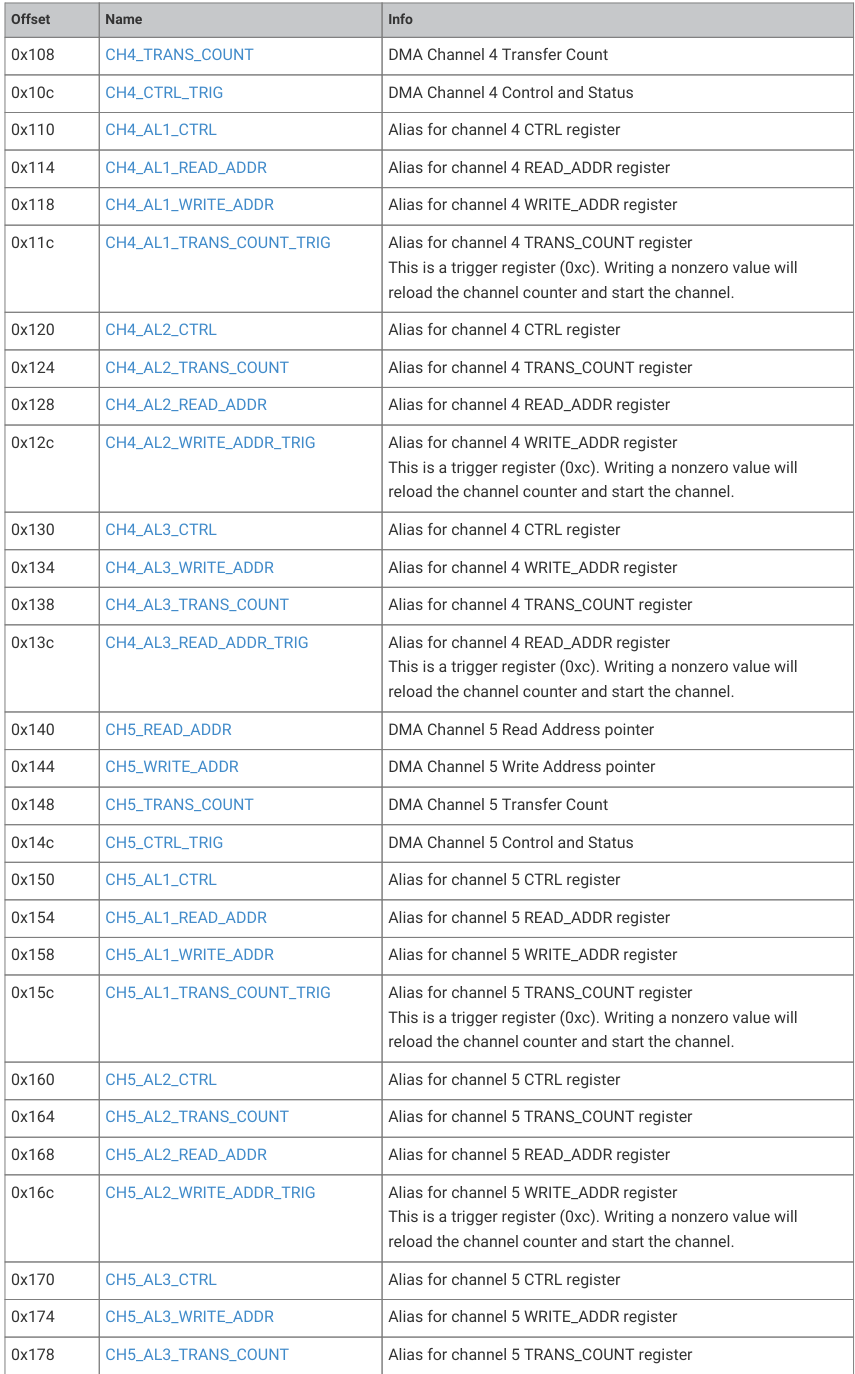 Offset Name Info
0x108 CH4_TRANS_COUNT DMA Channel 4 Transfer Count
0x10c CH4_CTRL_TRIG DMA Channel 4 Control and Status
0x110 CH4_AL1_CTRL Alias for channel 4 CTRL register
0x114 CH4_AL1_READ_ADDR Alias for channel 4 READ_ADDR register
0x118 CH4_AL1_WRITE_ADDR Alias for channel 4 WRITE_ADDR register
0x11c CH4_AL1_TRANS_COUNT_TRIG Alias for channel 4 TRANS_COUNT register
This is a trigger register (0xc). Writing a nonzero value will
reload the channel counter and start the channel.
0x120 CH4_AL2_CTRL Alias for channel 4 CTRL register
0x124 CH4_AL2_TRANS_COUNT Alias for channel 4 TRANS_COUNT register
0x128 CH4_AL2_READ_ADDR Alias for channel 4 READ_ADDR register
0x12c CH4_AL2_WRITE_ADDR_TRIG Alias for channel 4 WRITE_ADDR register
This is a trigger register (0xc). Writing a nonzero value will
reload the channel counter and start the channel.
0x130 CH4_AL3_CTRL Alias for channel 4 CTRL register
0x134 CH4_AL3_WRITE_ADDR Alias for channel 4 WRITE_ADDR register
0x138 CH4_AL3_TRANS_COUNT Alias for channel 4 TRANS_COUNT register
0x13c CH4_AL3_READ_ADDR_TRIG Alias for channel 4 READ_ADDR register
This is a trigger register (0xc). Writing a nonzero value will
reload the channel counter and start the channel.
0x140 CH5_READ_ADDR DMA Channel 5 Read Address pointer
0x144 CH5_WRITE_ADDR DMA Channel 5 Write Address pointer
0x148 CH5_TRANS_COUNT DMA Channel 5 Transfer Count
0x14c CH5_CTRL_TRIG DMA Channel 5 Control and Status
0x150 CH5_AL1_CTRL Alias for channel 5 CTRL register
0x154 CH5_AL1_READ_ADDR Alias for channel 5 READ_ADDR register
0x158 CH5_AL1_WRITE_ADDR Alias for channel 5 WRITE_ADDR register
0x15c CH5_AL1_TRANS_COUNT_TRIG Alias for channel 5 TRANS_COUNT register
This is a trigger register (0xc). Writing a nonzero value will
reload the channel counter and start the channel.
0x160 CH5_AL2_CTRL Alias for channel 5 CTRL register
0x164 CH5_AL2_TRANS_COUNT Alias for channel 5 TRANS_COUNT register
0x168 CH5_AL2_READ_ADDR Alias for channel 5 READ_ADDR register
0x16c CH5_AL2_WRITE_ADDR_TRIG Alias for channel 5 WRITE_ADDR register
This is a trigger register (0xc). Writing a nonzero value will
reload the channel counter and start the channel.
0x170 CH5_AL3_CTRL Alias for channel 5 CTRL register
0x174 CH5_AL3_WRITE_ADDR Alias for channel 5 WRITE_ADDR register
0x178 CH5_AL3_TRANS_COUNT Alias for channel 5 TRANS_COUNT register